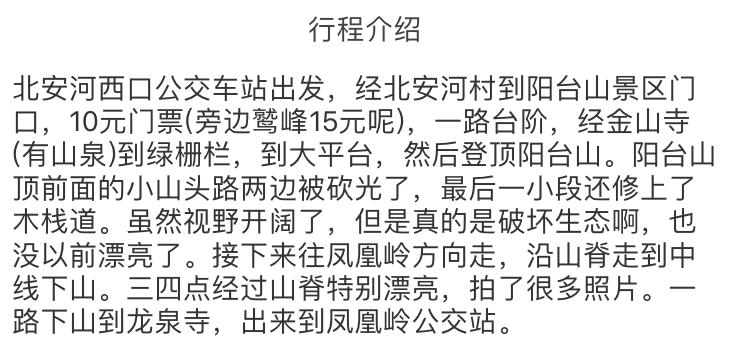 行程介绍
北安河西口公交车站出发，经北安河村到阳台山景区门
口，10元门票(旁边鹫峰15元呢)，一路台阶，经金山寺
(有山泉)到绿栅栏，到大平台，然后登顶阳台山。阳台山
顶前面的小山头路两边被砍光了，最后一小段还修上了
木栈道。虽然视野开阔了，但是真的是破坏生态啊，也
没以前漂亮了。接下来往凤凰岭方向走，沿山脊走到中
线下山。三四点经过山脊特别漂亮，拍了很多照片。一
路下山到龙泉寺，出来到凤凰岭公交站。